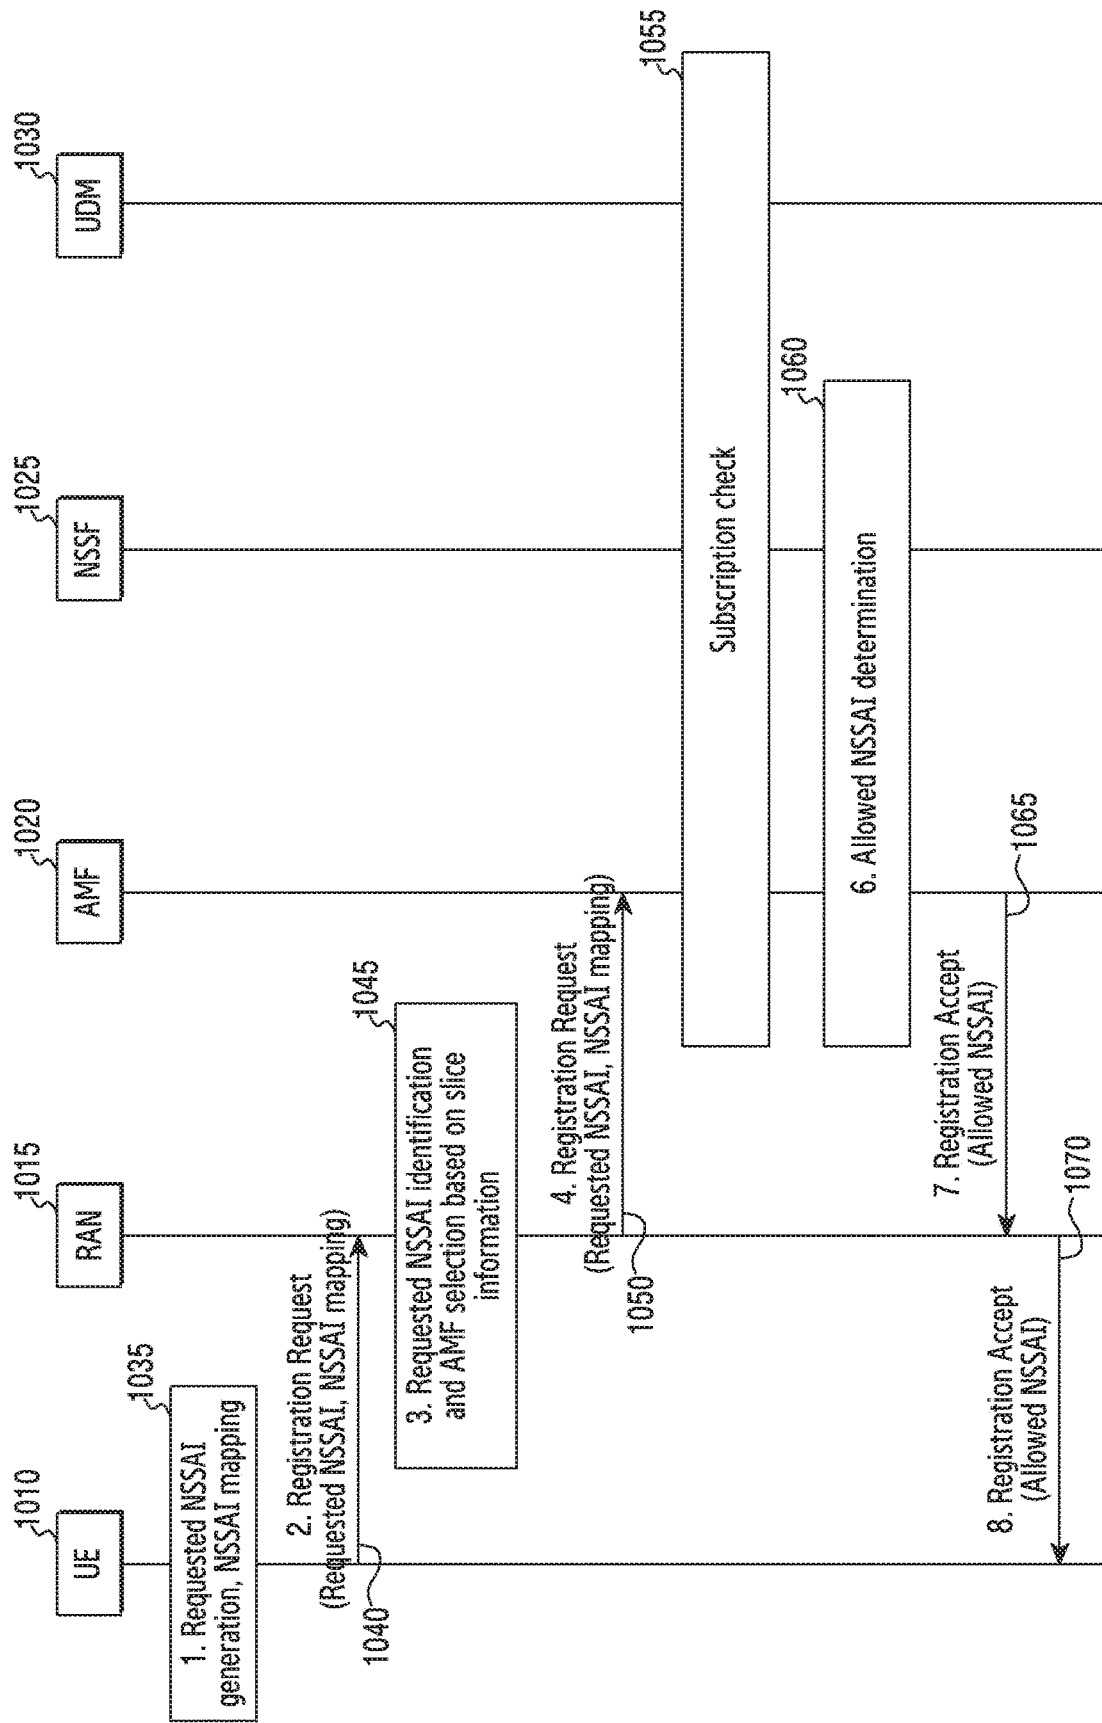 1010
UE
1015
RAN
1020
AMF
1025
NSSF
1030
UDM
1035
1. Requested NSSAI
generation, NSSAI mapping
2. Registration Request
(Requested NSSAI, NSSAI mapping)
1040
1045
3. Requested NSSAI identification
and AMF selection based on slice
information
4. Registration Request
(Requested NSSAI, NSSAI mapping)
1050
1055
Subscription check
1060
6. Allowed NSSAI determination
7. Registration Accept
(Allowed NSSAI)
1065
8. Registration Accept
(Allowed NSSAI)
1070